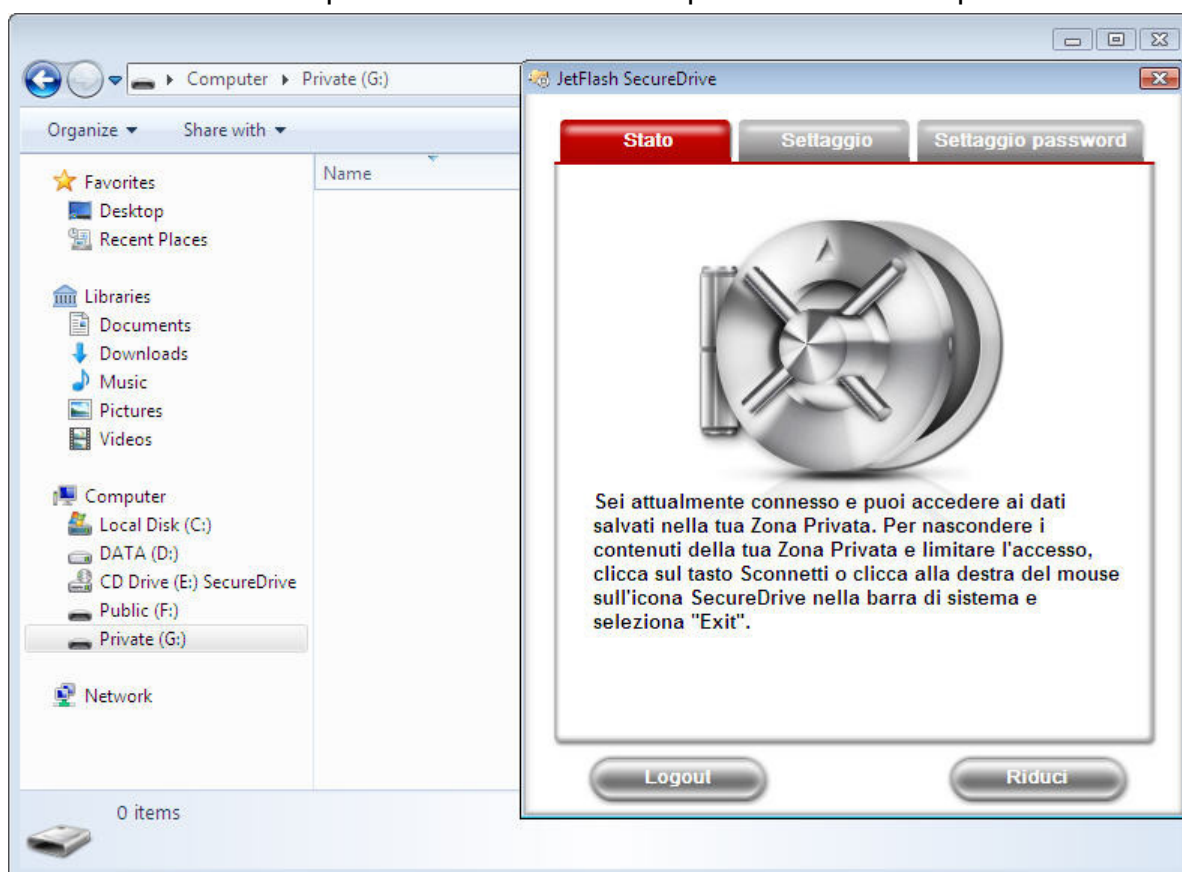 Computer Private (G:)
Organize Share with
Favorites
Desktop
Recent Places
Libraries
Documents
Downloads
Music
Pictures
Videos
Computer
Local Disk (C:)
DATA (D:)
CD Drive (E:) SecureDrive
Public (F:)
Private (G:)
Network
Name
0 items
JetFlash SecureDrive
Stato Settaggio Settaggio password
Sei attualmente connesso e puoi accedere ai dati
salvati nella tua Zona Privata. Per nascondere i
contenuti della tua Zona Privata e limitare l'accesso,
clicca sul tasto Sconnetti o clicca alla destra del mouse
sull'icona SecureDrive nella barra di sistema e
seleziona "Exit".
Logout Riduci